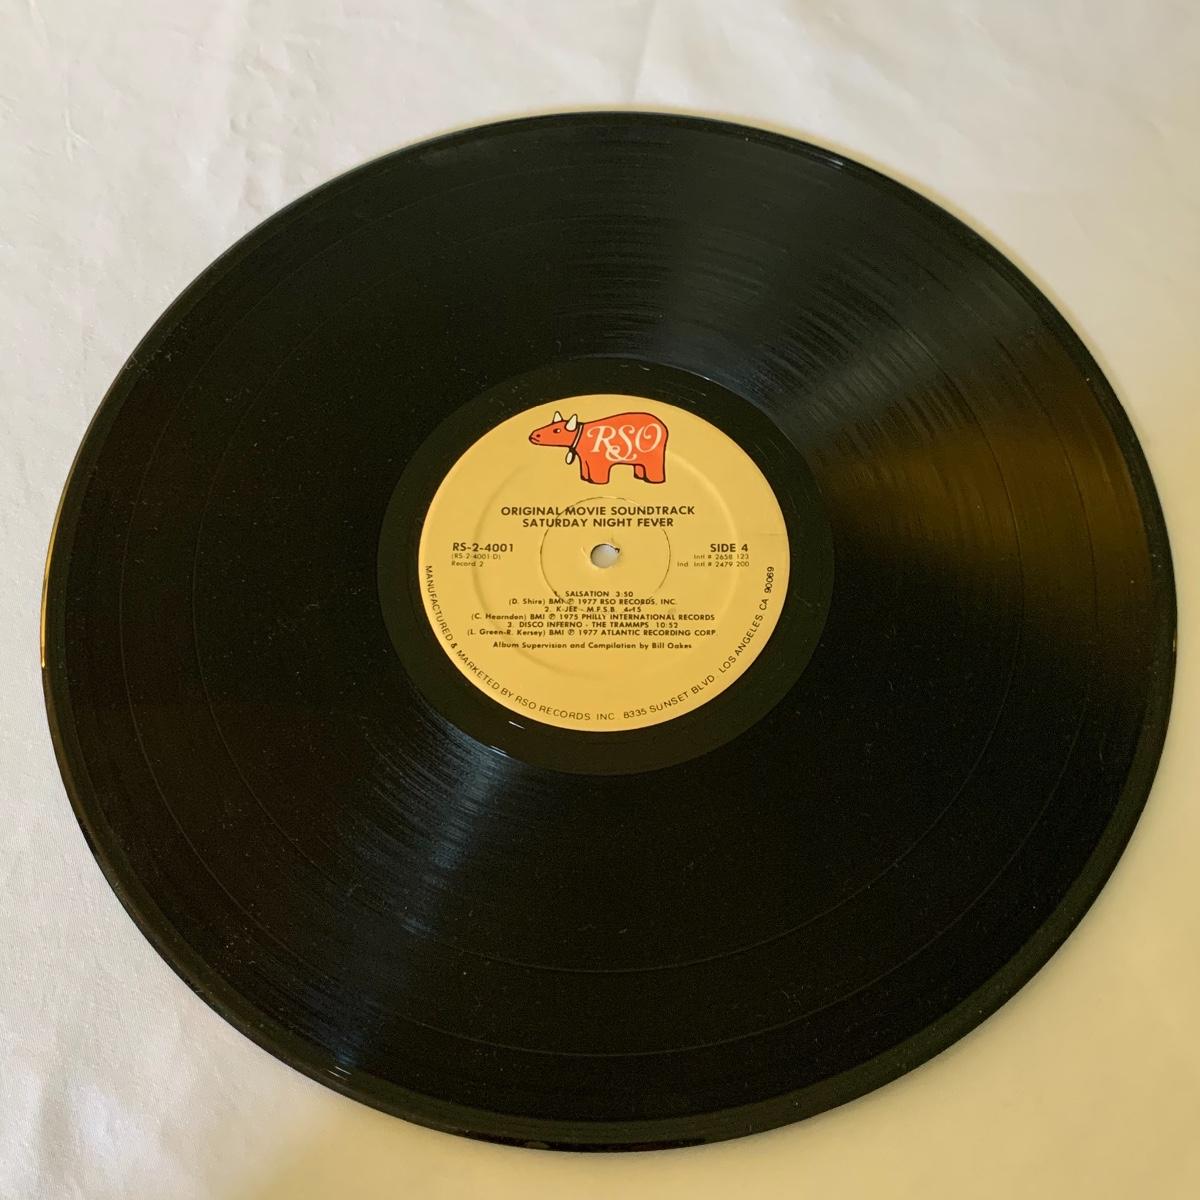 RSO
ORIGINAL MOVIE SOUNDTRACK
SATURDAY NIGHT FEVER
RS-2-4001
(RS-2-4001-D)
Record 2
SIDE 4
Intl # 2658 123
Ind. Intl # 2479 200
1. SALSATION 3:50
(D. Shire) BMI ℗ 1977 RSO RECORDS, INC.
2. K-JEE - M.F.S.B. 4:15
(C. Hearndon) BMI ℗ 1975 PHILLY INTERNATIONAL RECORDS
3. DISCO INFERNO - THE TRAMMPS 10:52
(L. Green-R. Kersey) BMI ℗ 1977 ATLANTIC RECORDING CORP.
Album Supervision and Compilation by Bill Oakes
MANUFACTURED & MARKETED BY RSO RECORDS, INC. 8335 SUNSET BLVD. LOS ANGELES, CA 90069